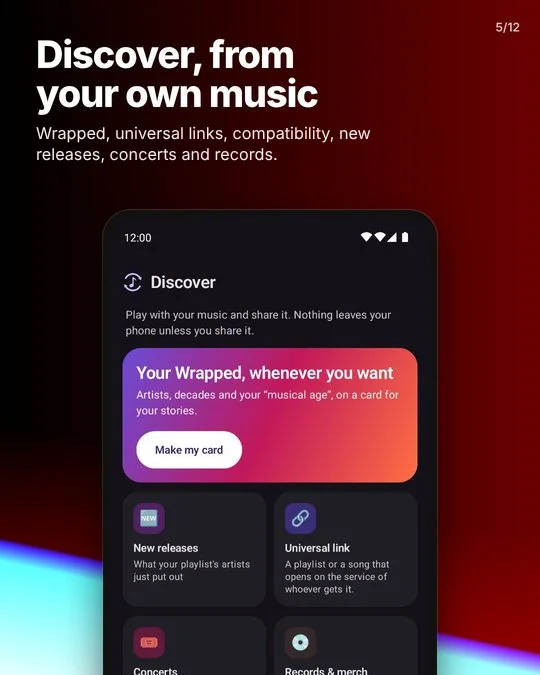 5/12
Discover, from
your own music
Wrapped, universal links, compatibility, new
releases, concerts and records.
12:00
Discover
Play with your music and share it. Nothing leaves your
phone unless you share it.
Your Wrapped, whenever you want
Artists, decades and your “musical age”, on a card for
your stories.
Make my card
NEW
New releases
What your playlist's artists
just put out
Universal link
A playlist or a song that
opens on the service of
whoever gets it.
Concerts
Records & merch